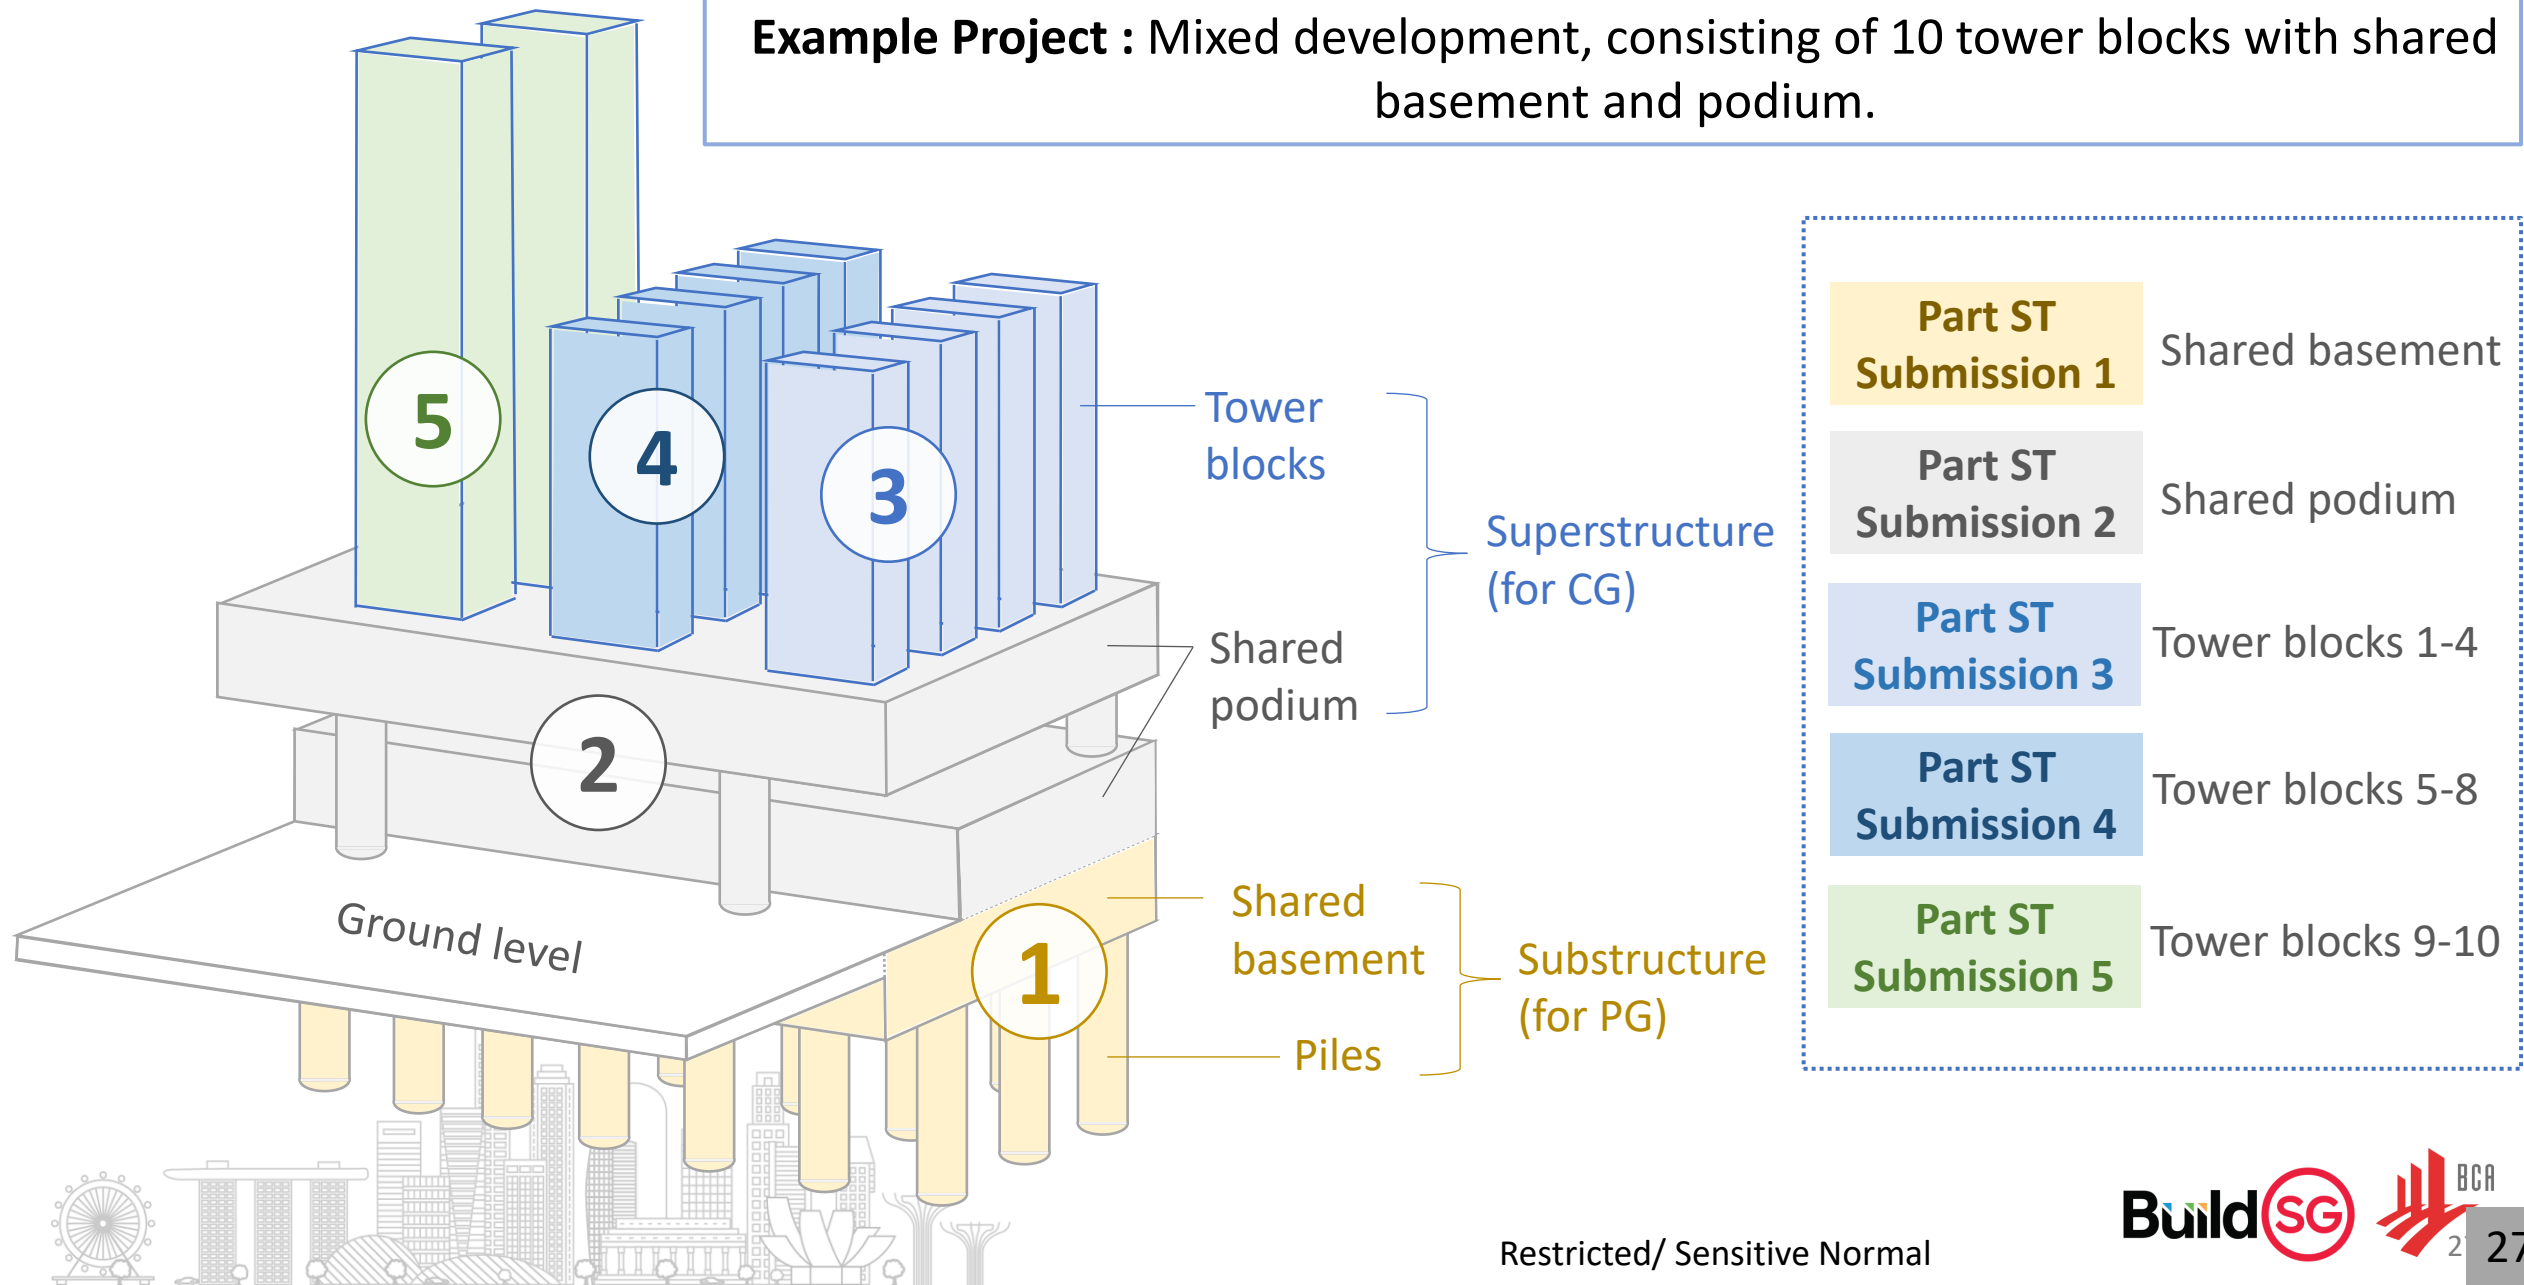 Example Project : Mixed development, consisting of 10 tower blocks with shared
basement and podium.
5
4
3
2
1
Ground level
Tower
blocks
Shared
podium
Superstructure
(for CG)
Shared
basement
Piles
Substructure
(for PG)
Part ST
Submission 1
Shared basement
Part ST
Submission 2
Shared podium
Part ST
Submission 3
Tower blocks 1-4
Part ST
Submission 4
Tower blocks 5-8
Part ST
Submission 5
Tower blocks 9-10
Restricted/ Sensitive Normal
Build SG
BCA
27